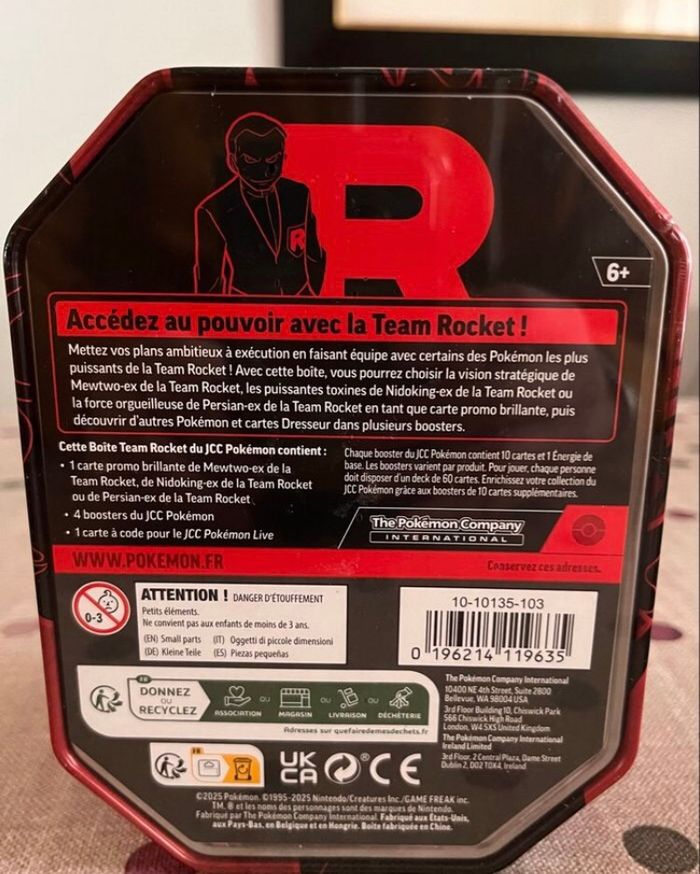 R
R
6+
Accédez au pouvoir avec la Team Rocket !
Mettez vos plans ambitieux à exécution en faisant équipe avec certains des Pokémon les plus
puissants de la Team Rocket ! Avec cette boîte, vous pourrez choisir la vision stratégique de
Mewtwo-ex de la Team Rocket, les puissantes toxines de Nidoking-ex de la Team Rocket ou
la force orgueilleuse de Persian-ex de la Team Rocket en tant que carte promo brillante, puis
découvrir d'autres Pokémon et cartes Dresseur dans plusieurs boosters.
Cette Boîte Team Rocket du JCC Pokémon contient :
• 1 carte promo brillante de Mewtwo-ex de la
Team Rocket, de Nidoking-ex de la Team Rocket
ou de Persian-ex de la Team Rocket
• 4 boosters du JCC Pokémon
• 1 carte à code pour le JCC Pokémon Live
Chaque booster du JCC Pokémon contient 10 cartes et 1 Énergie de
base. Les boosters varient par produit. Pour jouer, chaque personne
doit disposer d'un deck de 60 cartes. Enrichissez votre collection du
JCC Pokémon grâce aux boosters de 10 cartes supplémentaires.
The Pokémon Company
INTERNATIONAL
WWW.POKEMON.FR
Conservez ces adresses.
0-3
ATTENTION ! DANGER D'ÉTOUFFEMENT
Petits éléments.
Ne convient pas aux enfants de moins de 3 ans.
(EN) Small parts (IT) Oggetti di piccole dimensioni
(DE) Kleine Teile (ES) Piezas pequeñas
10-10135-103
0 196214 119635
FR
DONNEZ
OU
RECYCLEZ
ASSOCIATION
OU
MAGASIN
OU
LIVRAISON
OU
DÉCHÈTERIE
Adresses sur quefairedemesdechets.fr
The Pokémon Company International
10400 NE 4th Street, Suite 2800
Bellevue, WA 98004 USA
3rd Floor Building 10, Chiswick Park
566 Chiswick High Road
London, W4 5XS United Kingdom
The Pokémon Company International
Ireland Limited
3rd Floor, 2 Central Plaza, Dame Street
Dublin 2, D02 T0X4, Ireland
FR
UK
CA
CE
©2025 Pokémon. ©1995-2025 Nintendo/Creatures Inc./GAME FREAK inc.
TM, ® et les noms des personnages sont des marques de Nintendo.
Fabriqué par The Pokémon Company International. Fabriqué aux États-Unis,
aux Pays-Bas, en Belgique et en Hongrie. Boîte fabriquée en Chine.